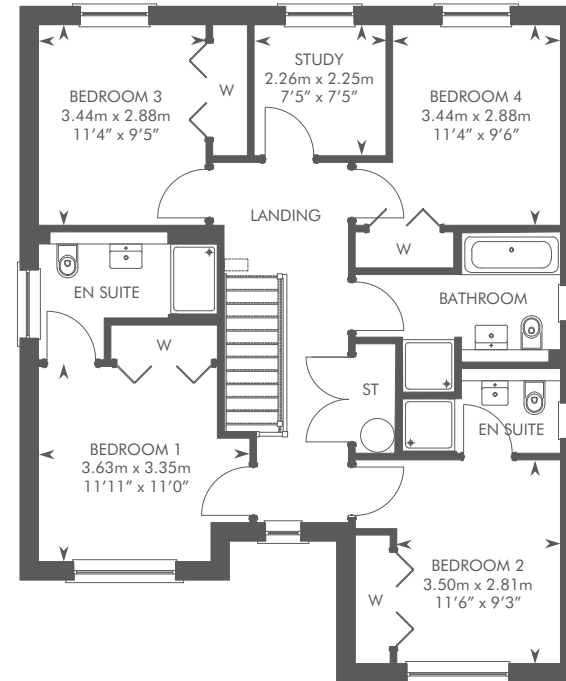 BEDROOM 3
3.44m x 2.88m
11’4” x 9’5”
W
STUDY
2.26m x 2.25m
7’5” x 7’5”
BEDROOM 4
3.44m x 2.88m
11’4” x 9’6”
LANDING
W
EN SUITE
BATHROOM
W
ST
EN SUITE
BEDROOM 1
3.63m x 3.35m
11’11” x 11’0”
BEDROOM 2
3.50m x 2.81m
11’6” x 9’3”
W